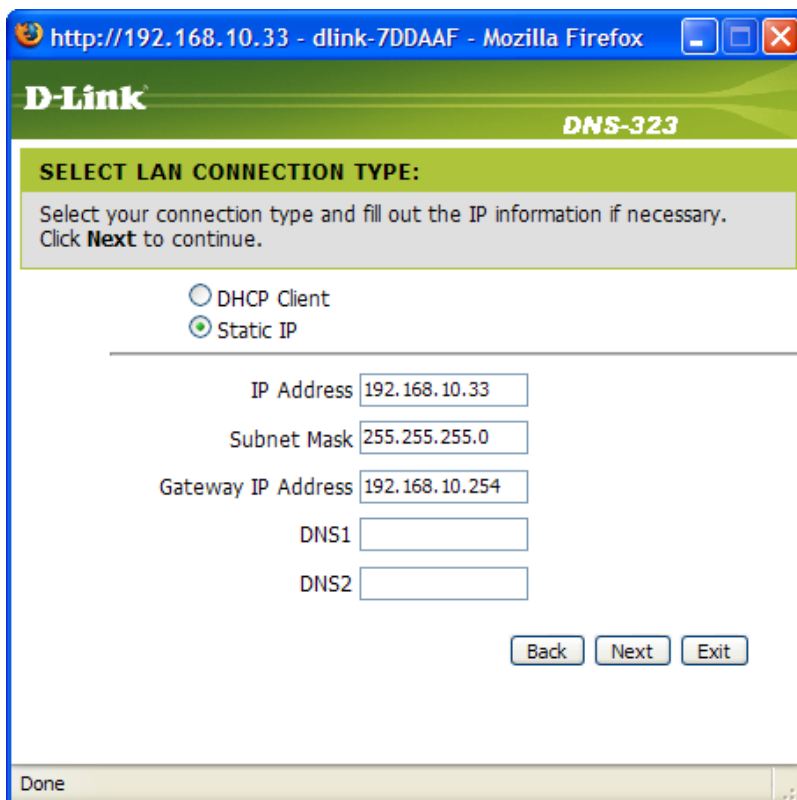 http://192.168.10.33 - dlink-7DDAAF - Mozilla Firefox
D-Link
DNS-323
SELECT LAN CONNECTION TYPE:
Select your connection type and fill out the IP information if necessary.
Click Next to continue.
DHCP Client
Static IP
IP Address 192.168.10.33
Subnet Mask 255.255.255.0
Gateway IP Address 192.168.10.254
DNS1
DNS2
Back Next Exit
Done